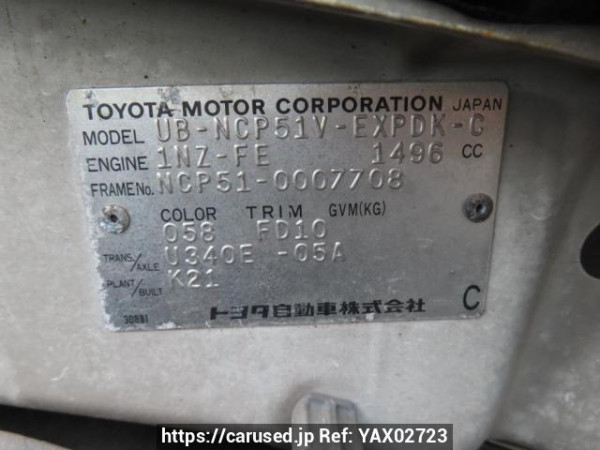 TOYOTA MOTOR CORPORATION JAPAN
MODEL UB-NCP51V-EXPDK-G
ENGINE 1NZ-FE 1496 CC
FRAME No. NCP51-0007708
COLOR TRIM GVM(KG)
058 FD10
TRANS./AXLE U340E -05A
PLANT/BUILT K21
トヨタ自動車株式会社 C
https://carused.jp Ref: YAX02723